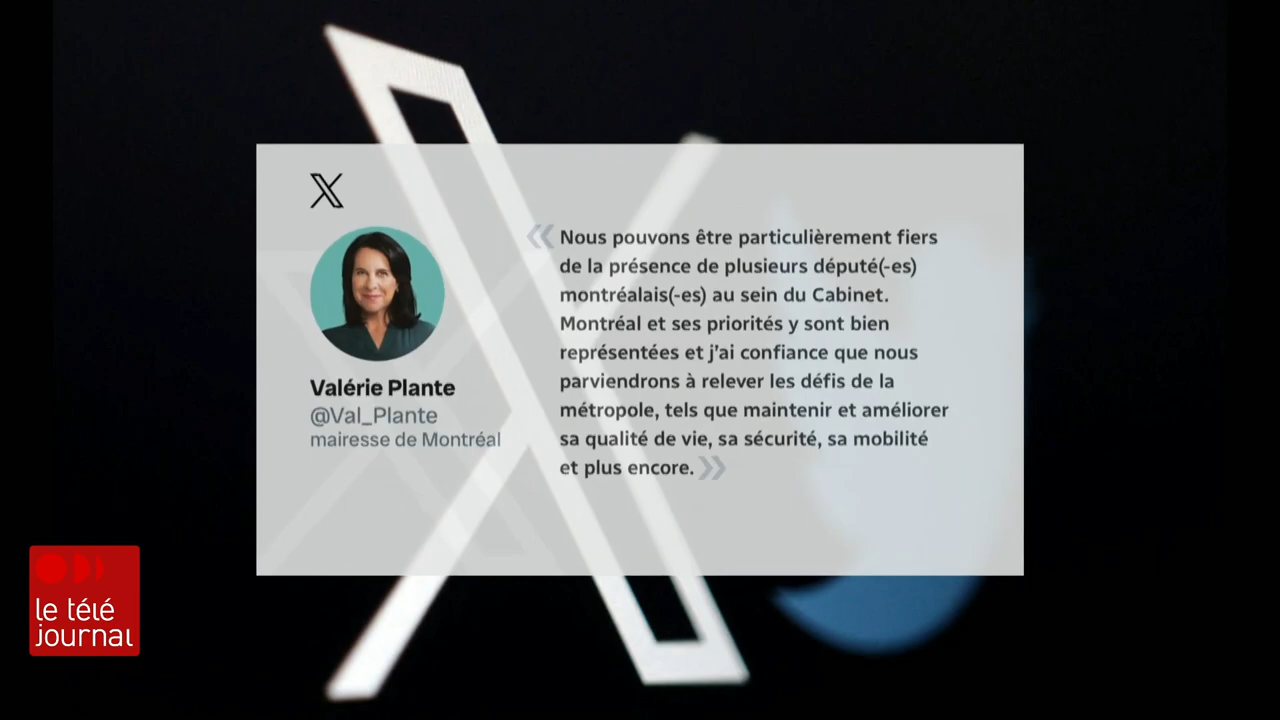 Valérie Plante
@Val_Plante
mairesse de Montréal
« Nous pouvons être particulièrement fiers
de la présence de plusieurs député(-es)
montréalais(-es) au sein du Cabinet.
Montréal et ses priorités y sont bien
représentées et j'ai confiance que nous
parviendrons à relever les défis de la
métropole, tels que maintenir et améliorer
sa qualité de vie, sa sécurité, sa mobilité
et plus encore. »
le télé
journal